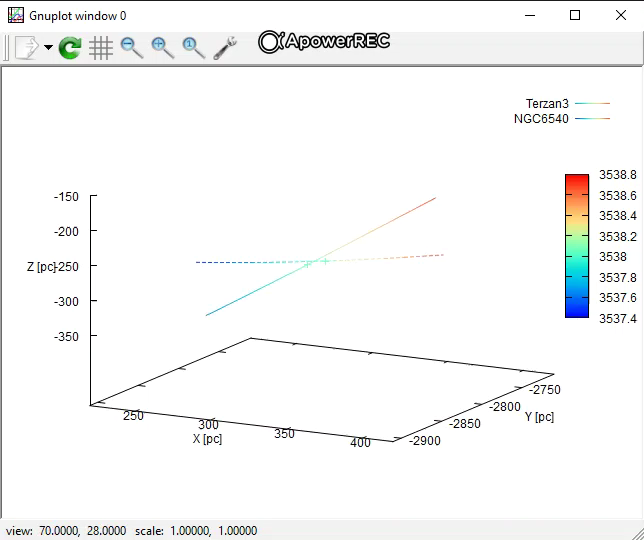 Gnuplot window 0
ApowerREC
Terzan3
NGC6540
3538.8
3538.6
3538.4
3538.2
3538
3537.8
3537.6
3537.4
-150
-200
Z [pc]-250
-300
-350
250
300
350
400
X [pc]
-2900
-2850
-2800
-2750
Y [pc]
view: 70.0000, 28.0000 scale: 1.00000, 1.00000